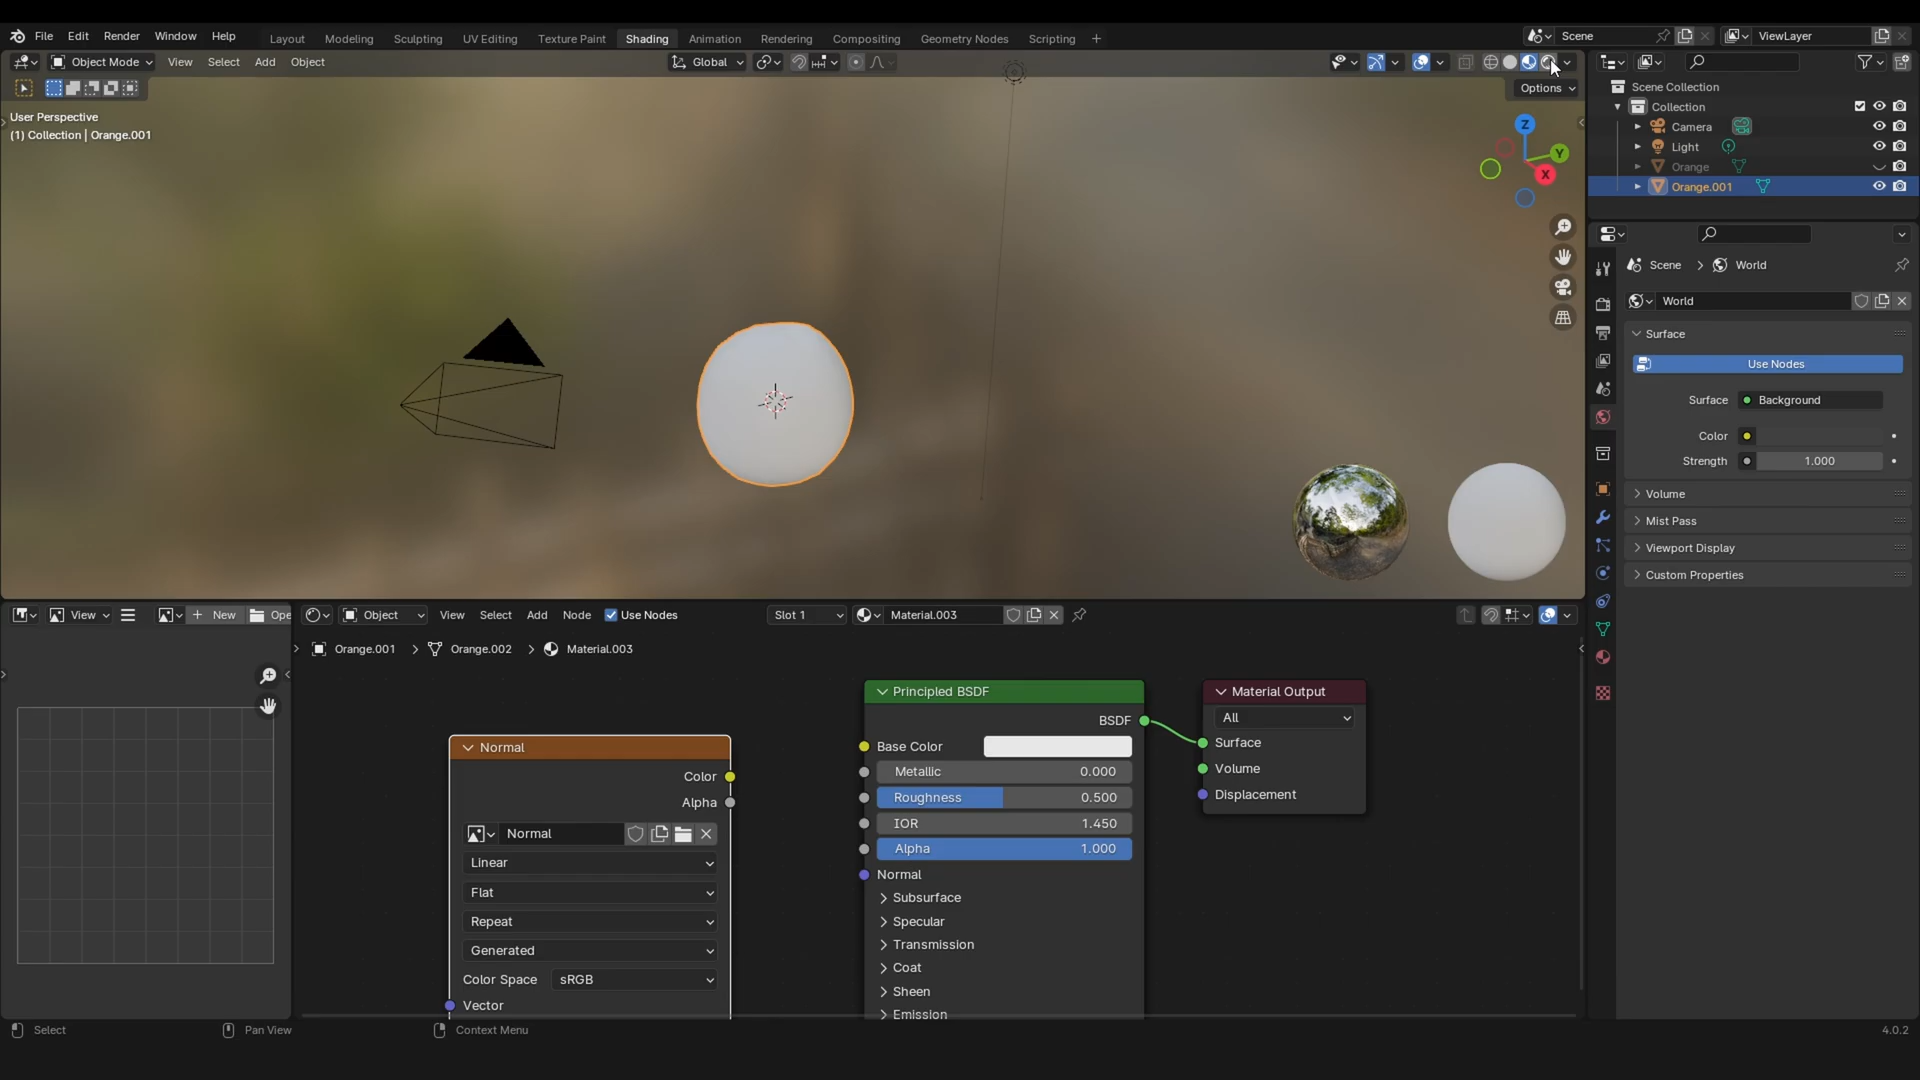 File Edit Render Window Help
Layout Modeling Sculpting UV Editing Texture Paint Shading Animation Rendering Compositing Geometry Nodes Scripting +
Scene
ViewLayer
Object Mode View Select Add Object
Global
Options
User Perspective
(1) Collection | Orange.001
Z
Y
X
Scene Collection
Collection
Camera
Light
Orange
Orange.001
Scene > World
World
Surface
Use Nodes
Surface Background
Color
Strength 1.000
Volume
Mist Pass
Viewport Display
Custom Properties
View
+ New Ope
Object View Select Add Node Use Nodes
Slot 1 Material.003
Orange.001 > Orange.002 > Material.003
Normal
Color
Alpha
Normal
Linear
Flat
Repeat
Generated
Color Space sRGB
Vector
Principled BSDF
BSDF
Base Color
Metallic 0.000
Roughness 0.500
IOR 1.450
Alpha 1.000
Normal
Subsurface
Specular
Transmission
Coat
Sheen
Emission
Material Output
All
Surface
Volume
Displacement
Select Pan View Context Menu
4.0.2